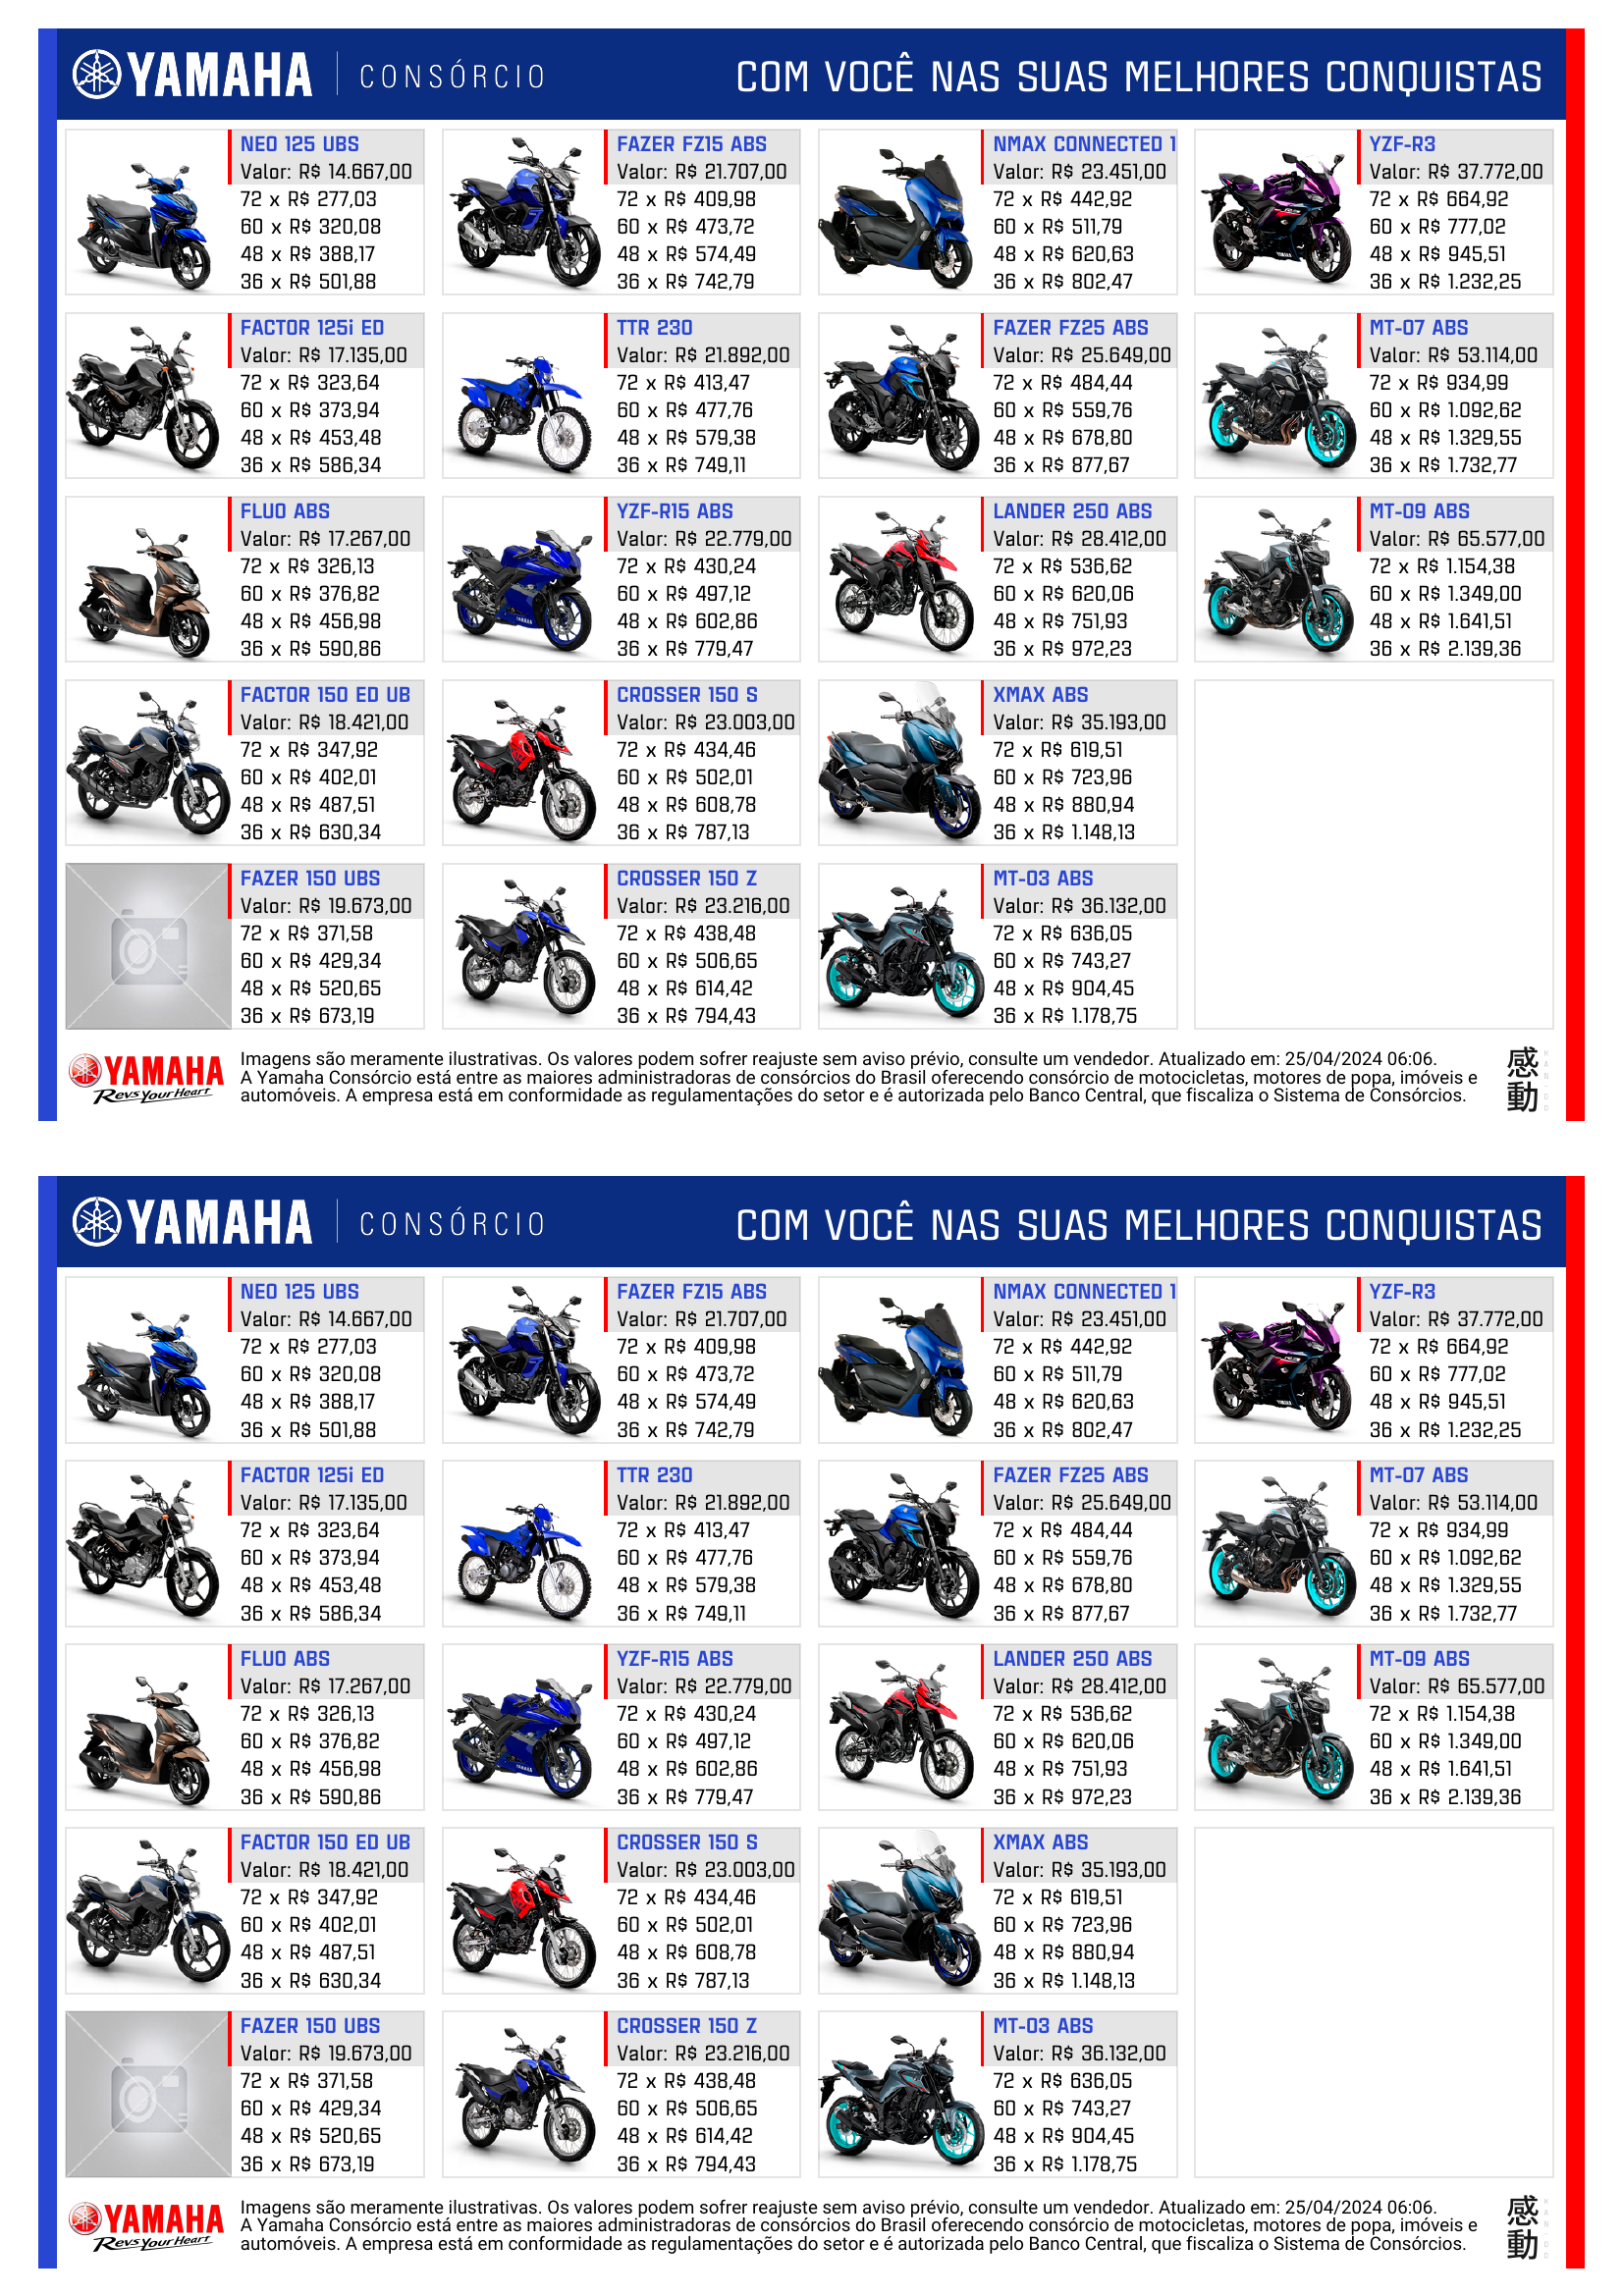 YAMAHA CONSÓRCIO
COM VOCÊ NAS SUAS MELHORES CONQUISTAS
NEO 125 UBS
Valor: R$ 14.667,00
72 x R$ 277,03
60 x R$ 320,08
48 x R$ 388,17
36 x R$ 501,88
FACTOR 125i ED
Valor: R$ 17.135,00
72 x R$ 323,64
60 x R$ 373,94
48 x R$ 453,48
36 x R$ 586,34
FLUO ABS
Valor: R$ 17.267,00
72 x R$ 326,13
60 x R$ 376,82
48 x R$ 456,98
36 x R$ 590,86
FACTOR 150 ED UB
Valor: R$ 18.421,00
72 x R$ 347,92
60 x R$ 402,01
48 x R$ 487,51
36 x R$ 630,34
FAZER 150 UBS
Valor: R$ 19.673,00
72 x R$ 371,58
60 x R$ 429,34
48 x R$ 520,65
36 x R$ 673,19
FAZER FZ15 ABS
Valor: R$ 21.707,00
72 x R$ 409,98
60 x R$ 473,72
48 x R$ 574,49
36 x R$ 742,79
TTR 230
Valor: R$ 21.892,00
72 x R$ 413,47
60 x R$ 477,76
48 x R$ 579,38
36 x R$ 749,11
YZF-R15 ABS
Valor: R$ 22.779,00
72 x R$ 430,24
60 x R$ 497,12
48 x R$ 602,86
36 x R$ 779,47
CROSSER 150 S
Valor: R$ 23.003,00
72 x R$ 434,46
60 x R$ 502,01
48 x R$ 608,78
36 x R$ 787,13
CROSSER 150 Z
Valor: R$ 23.216,00
72 x R$ 438,48
60 x R$ 506,65
48 x R$ 614,42
36 x R$ 794,43
NMAX CONNECTED 1
Valor: R$ 23.451,00
72 x R$ 442,92
60 x R$ 511,79
48 x R$ 620,63
36 x R$ 802,47
FAZER FZ25 ABS
Valor: R$ 25.649,00
72 x R$ 484,44
60 x R$ 559,76
48 x R$ 678,80
36 x R$ 877,67
LANDER 250 ABS
Valor: R$ 28.412,00
72 x R$ 536,62
60 x R$ 620,06
48 x R$ 751,93
36 x R$ 972,23
XMAX ABS
Valor: R$ 35.193,00
72 x R$ 619,51
60 x R$ 723,96
48 x R$ 880,94
36 x R$ 1.148,13
MT-03 ABS
Valor: R$ 36.132,00
72 x R$ 636,05
60 x R$ 743,27
48 x R$ 904,45
36 x R$ 1.178,75
YZF-R3
Valor: R$ 37.772,00
72 x R$ 664,92
60 x R$ 777,02
48 x R$ 945,51
36 x R$ 1.232,25
MT-07 ABS
Valor: R$ 53.114,00
72 x R$ 934,99
60 x R$ 1.092,62
48 x R$ 1.329,55
36 x R$ 1.732,77
MT-09 ABS
Valor: R$ 65.577,00
72 x R$ 1.154,38
60 x R$ 1.349,00
48 x R$ 1.641,51
36 x R$ 2.139,36
YAMAHA
Revs Your Heart
Imagens são meramente ilustrativas. Os valores podem sofrer reajuste sem aviso prévio, consulte um vendedor. Atualizado em: 25/04/2024 06:06.
A Yamaha Consórcio está entre as maiores administradoras de consórcios do Brasil oferecendo consórcio de motocicletas, motores de popa, imóveis e
automóveis. A empresa está em conformidade as regulamentações do setor e é autorizada pelo Banco Central, que fiscaliza o Sistema de Consórcios.
感動
YAMAHA CONSÓRCIO
COM VOCÊ NAS SUAS MELHORES CONQUISTAS
NEO 125 UBS
Valor: R$ 14.667,00
72 x R$ 277,03
60 x R$ 320,08
48 x R$ 388,17
36 x R$ 501,88
FACTOR 125i ED
Valor: R$ 17.135,00
72 x R$ 323,64
60 x R$ 373,94
48 x R$ 453,48
36 x R$ 586,34
FLUO ABS
Valor: R$ 17.267,00
72 x R$ 326,13
60 x R$ 376,82
48 x R$ 456,98
36 x R$ 590,86
FACTOR 150 ED UB
Valor: R$ 18.421,00
72 x R$ 347,92
60 x R$ 402,01
48 x R$ 487,51
36 x R$ 630,34
FAZER 150 UBS
Valor: R$ 19.673,00
72 x R$ 371,58
60 x R$ 429,34
48 x R$ 520,65
36 x R$ 673,19
FAZER FZ15 ABS
Valor: R$ 21.707,00
72 x R$ 409,98
60 x R$ 473,72
48 x R$ 574,49
36 x R$ 742,79
TTR 230
Valor: R$ 21.892,00
72 x R$ 413,47
60 x R$ 477,76
48 x R$ 579,38
36 x R$ 749,11
YZF-R15 ABS
Valor: R$ 22.779,00
72 x R$ 430,24
60 x R$ 497,12
48 x R$ 602,86
36 x R$ 779,47
CROSSER 150 S
Valor: R$ 23.003,00
72 x R$ 434,46
60 x R$ 502,01
48 x R$ 608,78
36 x R$ 787,13
CROSSER 150 Z
Valor: R$ 23.216,00
72 x R$ 438,48
60 x R$ 506,65
48 x R$ 614,42
36 x R$ 794,43
NMAX CONNECTED 1
Valor: R$ 23.451,00
72 x R$ 442,92
60 x R$ 511,79
48 x R$ 620,63
36 x R$ 802,47
FAZER FZ25 ABS
Valor: R$ 25.649,00
72 x R$ 484,44
60 x R$ 559,76
48 x R$ 678,80
36 x R$ 877,67
LANDER 250 ABS
Valor: R$ 28.412,00
72 x R$ 536,62
60 x R$ 620,06
48 x R$ 751,93
36 x R$ 972,23
XMAX ABS
Valor: R$ 35.193,00
72 x R$ 619,51
60 x R$ 723,96
48 x R$ 880,94
36 x R$ 1.148,13
MT-03 ABS
Valor: R$ 36.132,00
72 x R$ 636,05
60 x R$ 743,27
48 x R$ 904,45
36 x R$ 1.178,75
YZF-R3
Valor: R$ 37.772,00
72 x R$ 664,92
60 x R$ 777,02
48 x R$ 945,51
36 x R$ 1.232,25
MT-07 ABS
Valor: R$ 53.114,00
72 x R$ 934,99
60 x R$ 1.092,62
48 x R$ 1.329,55
36 x R$ 1.732,77
MT-09 ABS
Valor: R$ 65.577,00
72 x R$ 1.154,38
60 x R$ 1.349,00
48 x R$ 1.641,51
36 x R$ 2.139,36
YAMAHA
Revs Your Heart
Imagens são meramente ilustrativas. Os valores podem sofrer reajuste sem aviso prévio, consulte um vendedor. Atualizado em: 25/04/2024 06:06.
A Yamaha Consórcio está entre as maiores administradoras de consórcios do Brasil oferecendo consórcio de motocicletas, motores de popa, imóveis e
automóveis. A empresa está em conformidade as regulamentações do setor e é autorizada pelo Banco Central, que fiscaliza o Sistema de Consórcios.
感動